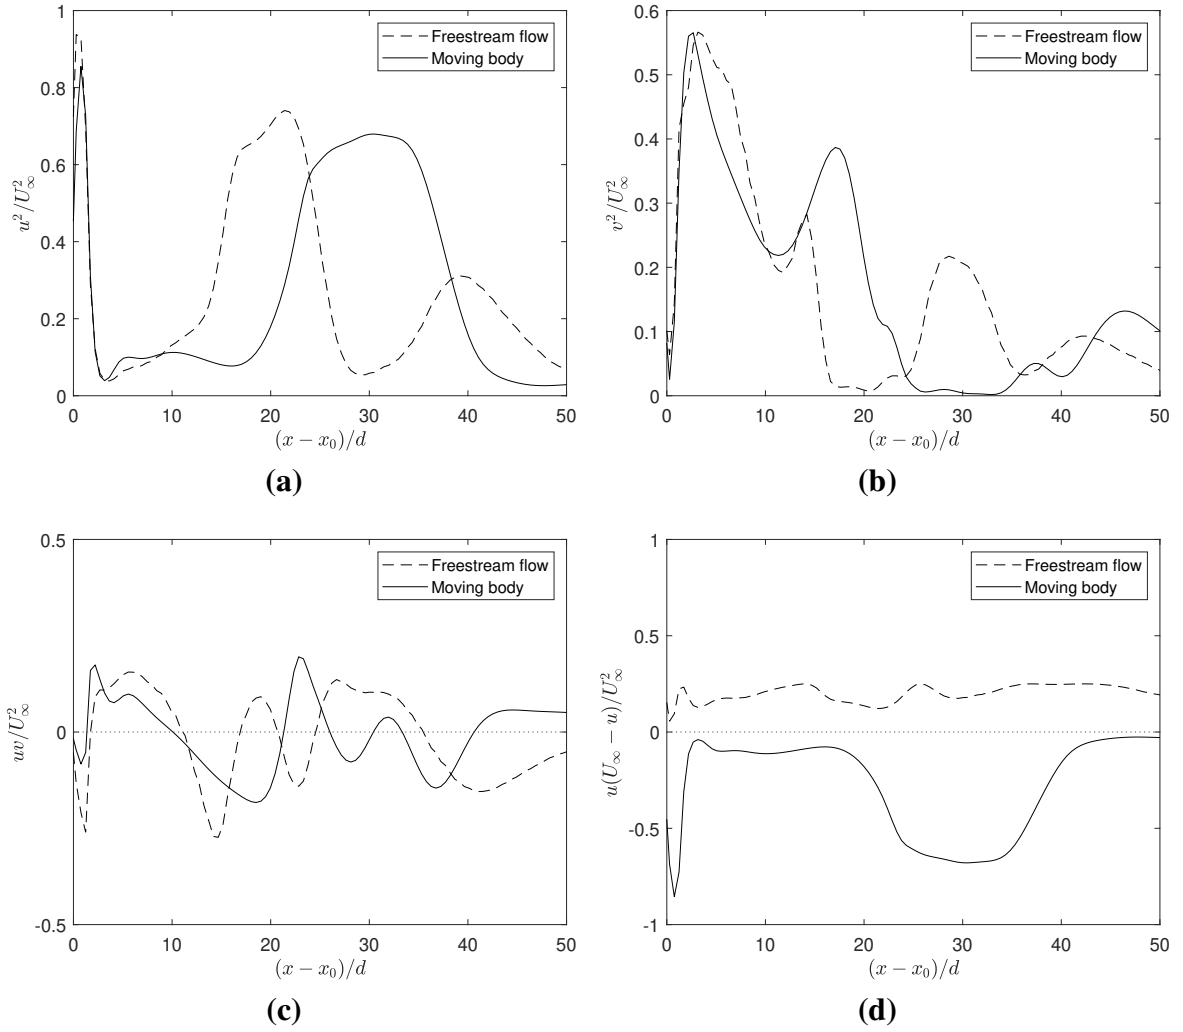 1
0.8
0.6
0.4
0.2
0
u²/U∞²
0 10 20 30 40 50
(x − x₀)/d
Freestream flow
Moving body
(a)
0.6
0.5
0.4
0.3
0.2
0.1
0
v²/U∞²
0 10 20 30 40 50
(x − x₀)/d
Freestream flow
Moving body
(b)
0.5
0
-0.5
uv/U∞²
0 10 20 30 40 50
(x − x₀)/d
Freestream flow
Moving body
(c)
1
0.5
0
-0.5
-1
u(U∞ − u)/U∞²
0 10 20 30 40 50
(x − x₀)/d
Freestream flow
Moving body
(d)